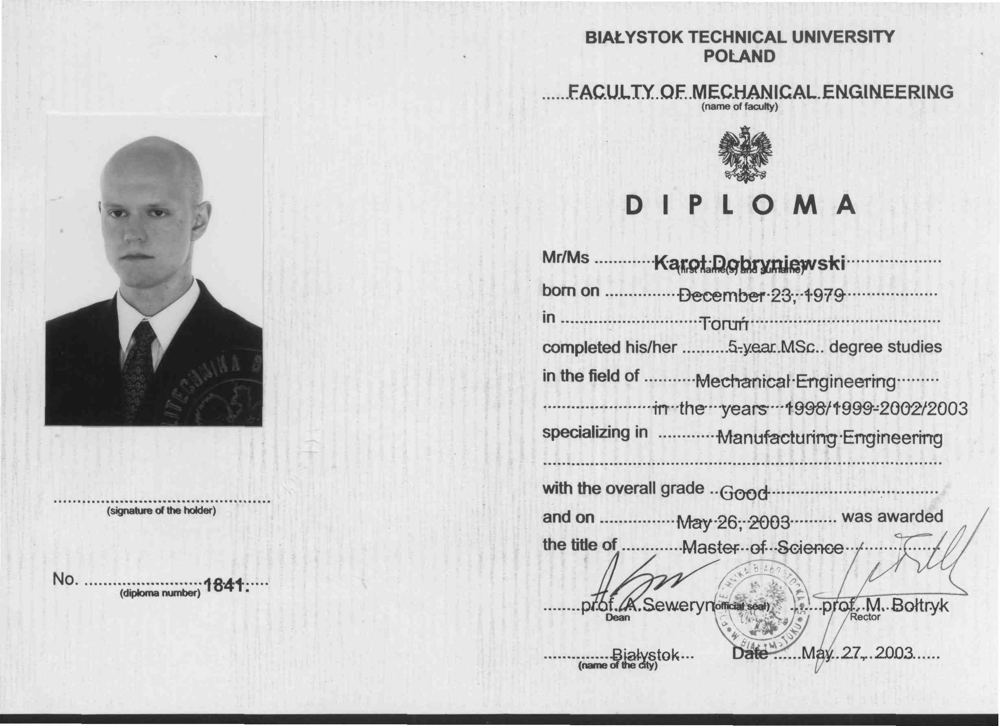 BIAŁYSTOK TECHNICAL UNIVERSITY
POLAND
FACULTY OF MECHANICAL ENGINEERING
(name of faculty)
DIPLOMA
Mr/Ms Karol Dobryniewski
(first name(s) and surname)
born on December 23, 1979
in Toruń
completed his/her 5-year MSc. degree studies
in the field of Mechanical Engineering
in the years 1998/1999-2002/2003
specializing in Manufacturing Engineering
with the overall grade Good
and on May 26, 2003 was awarded
the title of Master of Science
prof. A. Seweryn (official seal) prof. M. Bołtryk
Dean Rector
Białystok Date May 27, 2003
(name of the city)
(signature of the holder)
No. 1841.
(diploma number)
POLITECHNIKA BIAŁOSTOCKA
W BIAŁYMSTOKU
5
LITECHNIKA B